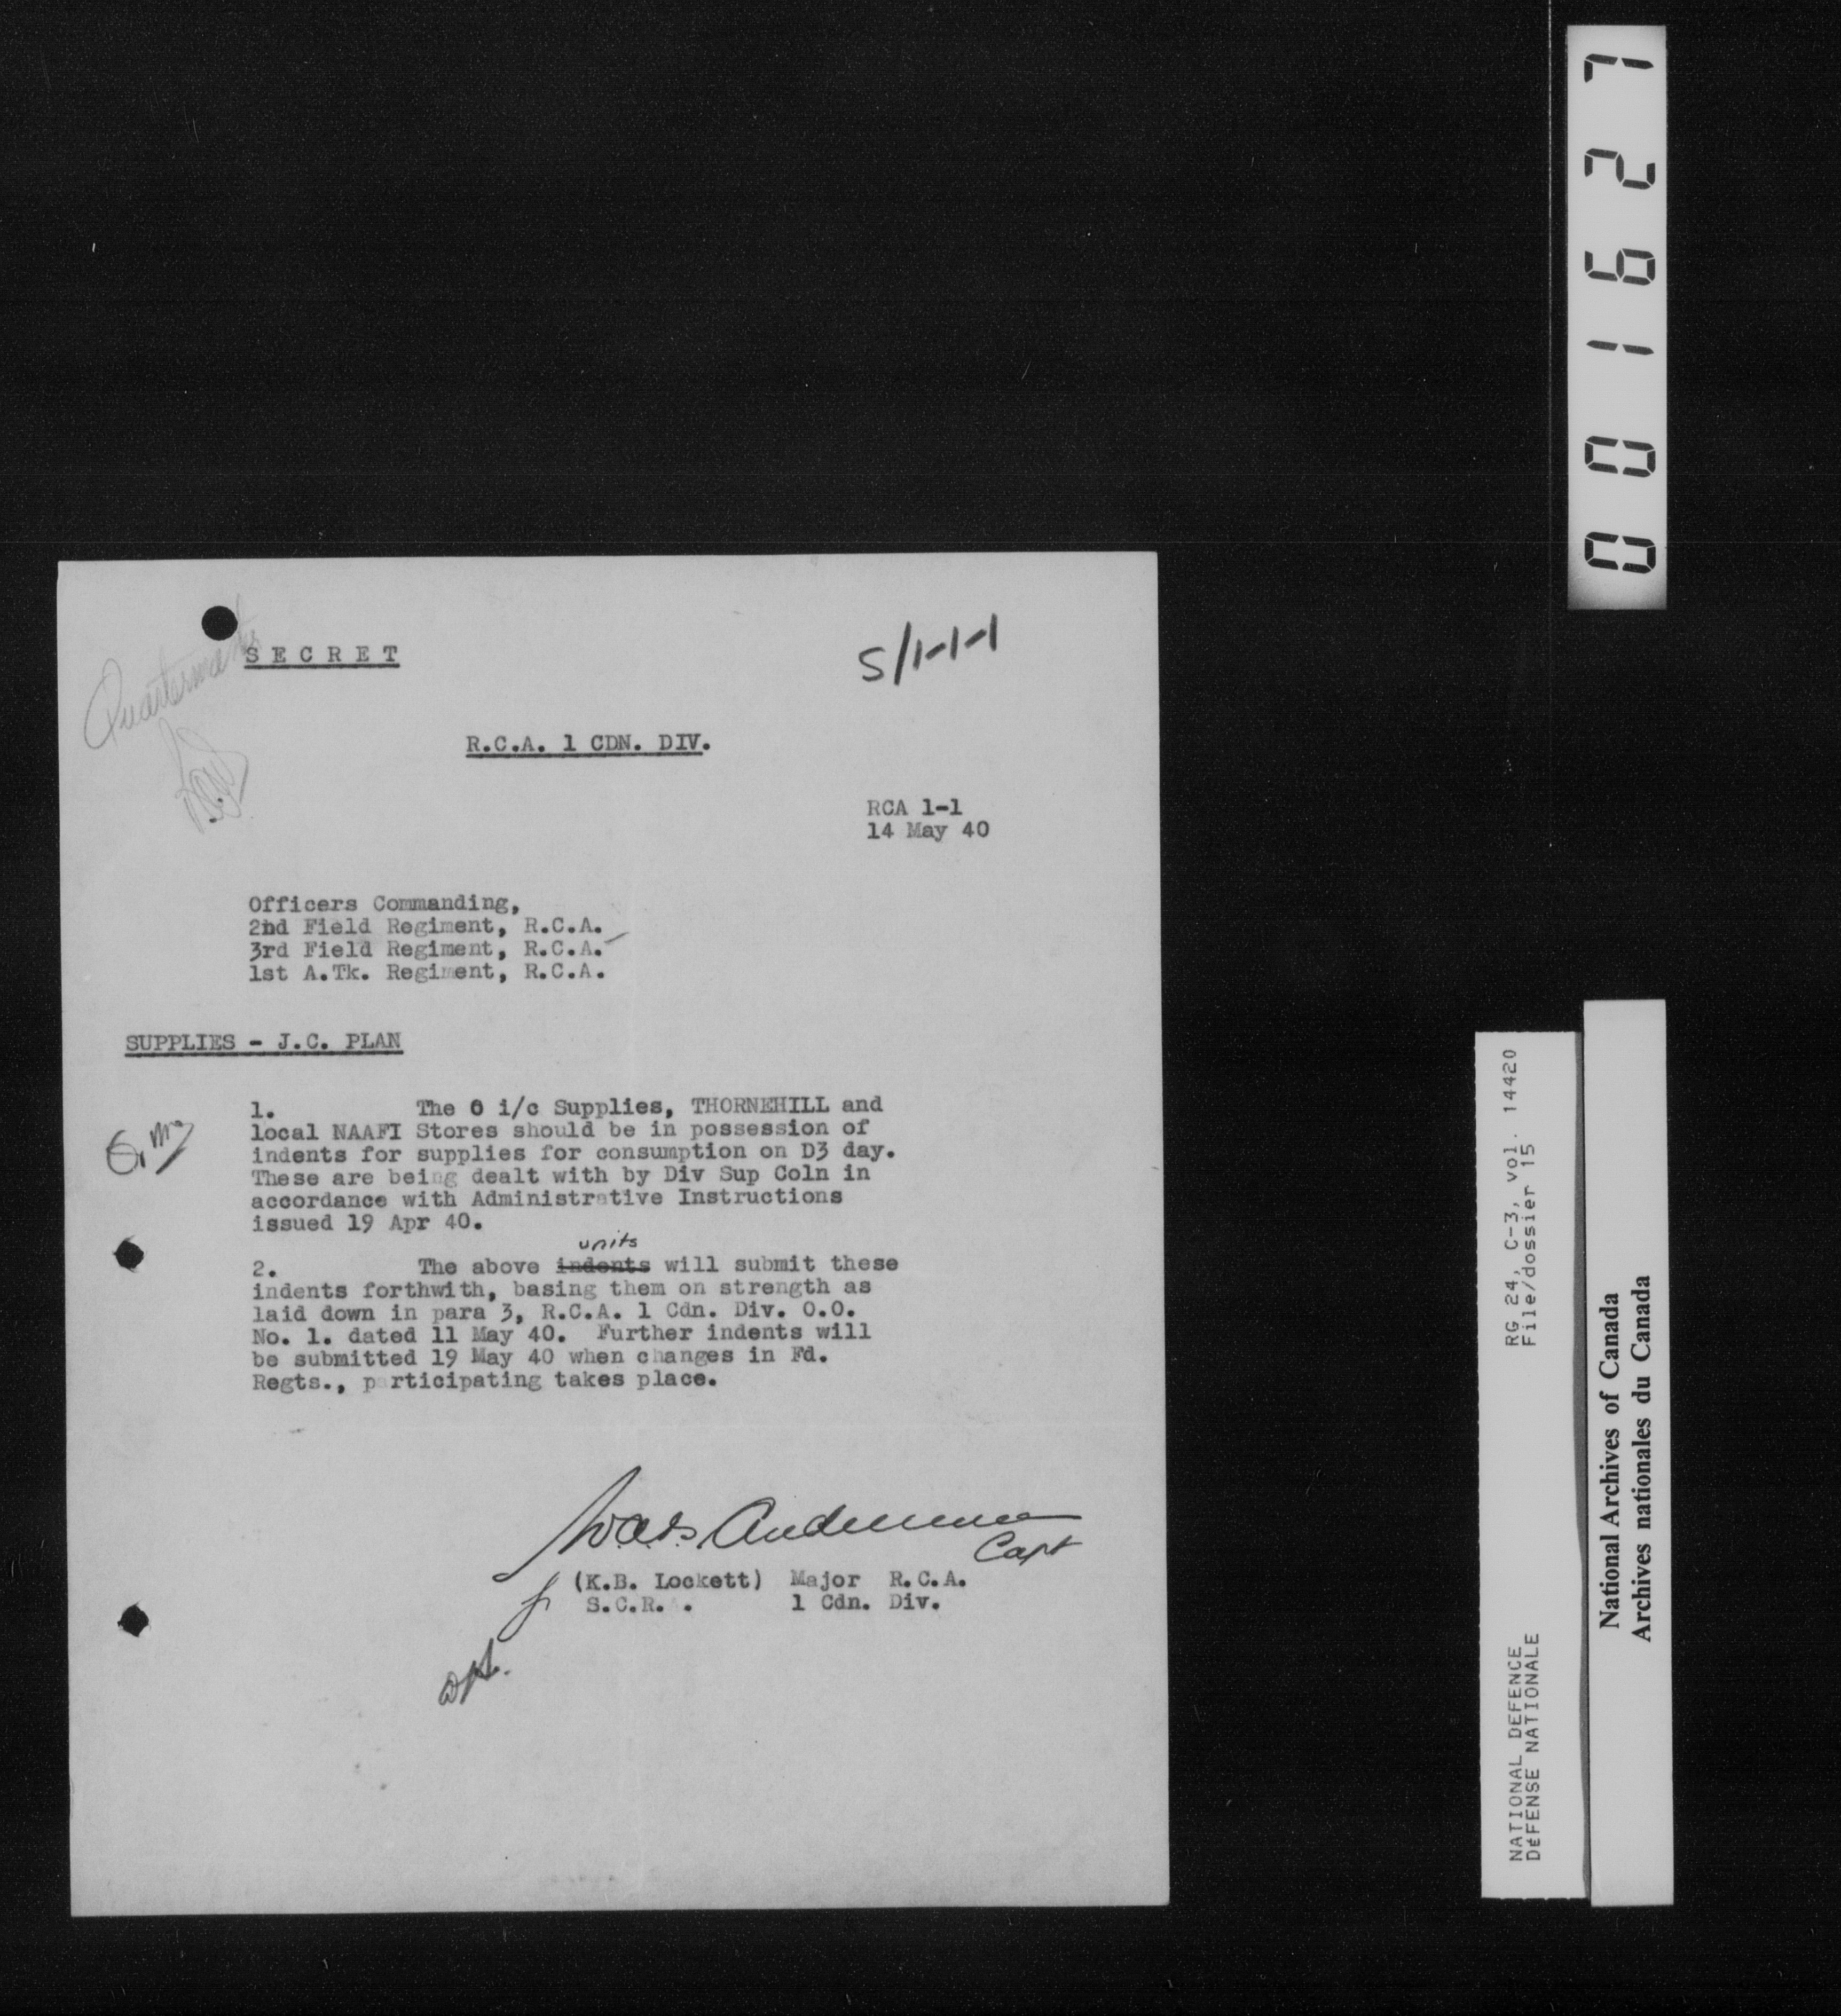 001627
Quartermaster
SECRET
S/1-1-1
R.C.A. 1 CDN. DIV.
RCA 1-1
14 May 40
Officers Commanding,
2nd Field Regiment, R.C.A.
3rd Field Regiment, R.C.A.
1st A.Tk. Regiment, R.C.A.
SUPPLIES - J.C. PLAN
1. The O i/c Supplies, THORNEHILL and
local NAAFI Stores should be in possession of
indents for supplies for consumption on D3 day.
These are being dealt with by Div Sup Coln in
accordance with Administrative Instructions
issued 19 Apr 40.
units
2. The above indents will submit these
indents forthwith, basing them on strength as
laid down in para 3, R.C.A. 1 Cdn. Div. O.O.
No. 1. dated 11 May 40. Further indents will
be submitted 19 May 40 when changes in Fd.
Regts., participating takes place.
Capt
(K.B. Lockett) Major R.C.A.
S.C.R. . 1 Cdn. Div.
RG 24, C-3, vol. 14420
File/dossier 15
NATIONAL DEFENCE
DÉFENSE NATIONALE
National Archives of Canada
Archives nationales du Canada